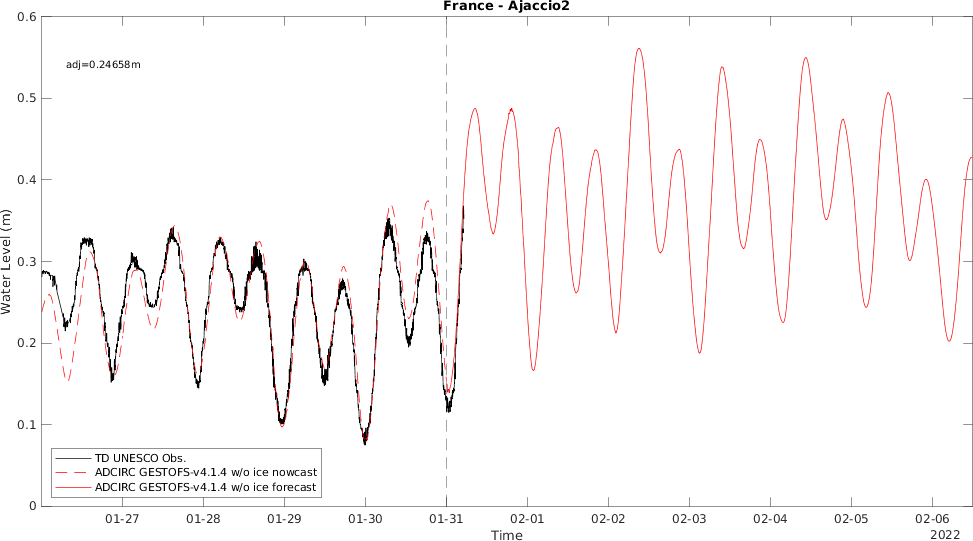 France - Ajaccio2
adj=0.24658m
0.6
0.5
0.4
0.3
0.2
0.1
0
Water Level (m)
TD UNESCO Obs.
ADCIRC GESTOFS-v4.1.4 w/o ice nowcast
ADCIRC GESTOFS-v4.1.4 w/o ice forecast
01-27 01-28 01-29 01-30 01-31 02-01 02-02 02-03 02-04 02-05 02-06
Time
2022